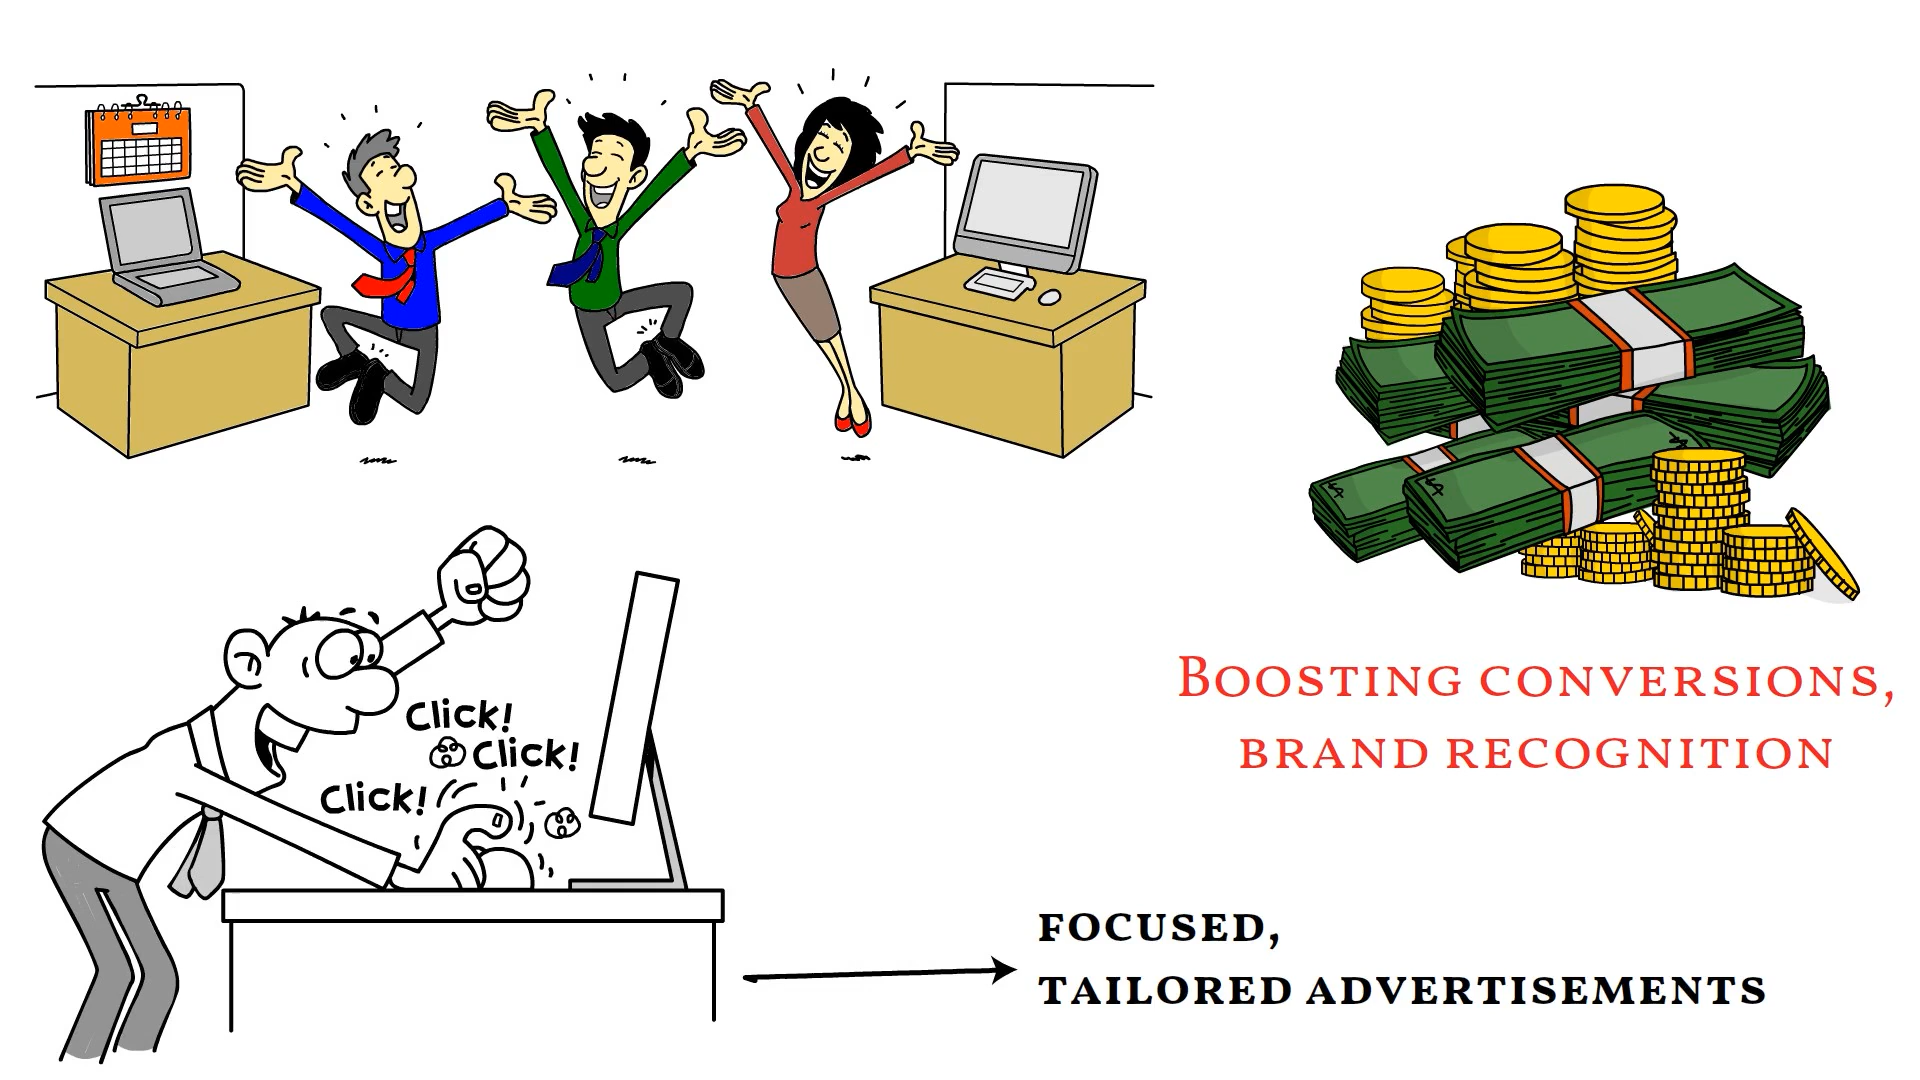 Boosting conversions,
brand recognition
Click!
Click!
Click!
focused,
tailored advertisements